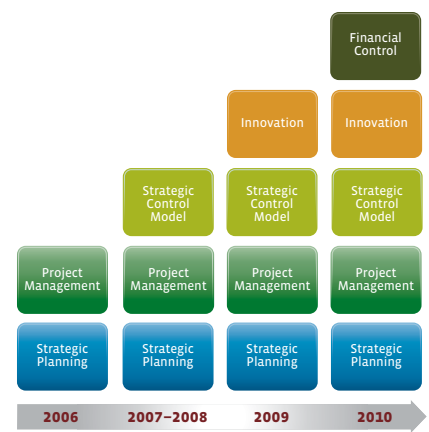 Financial
Control
Innovation
Innovation
Strategic
Control
Model
Strategic
Control
Model
Strategic
Control
Model
Project
Management
Project
Management
Project
Management
Project
Management
Strategic
Planning
Strategic
Planning
Strategic
Planning
Strategic
Planning
2006
2007–2008
2009
2010